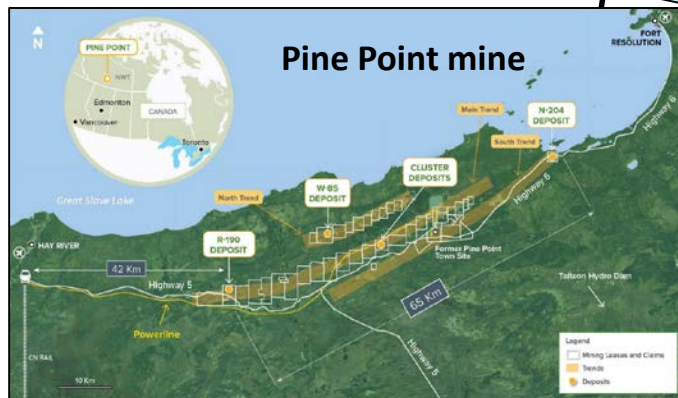 Pine Point mine
N
PINE POINT
NWT
Edmonton
CANADA
Vancouver
Toronto
FORT
RESOLUTION
N-204
DEPOSIT
Main Trend
South Trend
Highway 6
Highway 6
CLUSTER
DEPOSITS
W-85
DEPOSIT
North Trend
Great Slave Lake
R-190
DEPOSIT
HAY RIVER
42 Km
Former Pine Point
Town Site
Highway 5
65 Km
Taltson Hydro Dam
Powerline
Highway 5
CN RAIL
10 Km
Legend
Mining Leases and Claims
Trends
Deposits